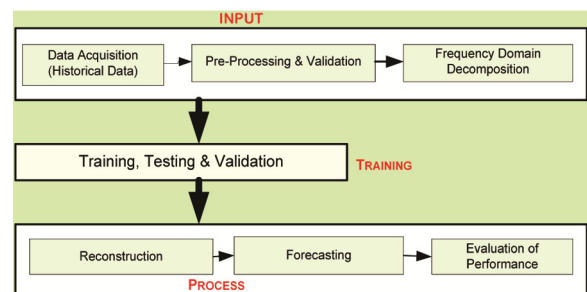 INPUT
Data Acquisition
(Historical Data)
Pre-Processing & Validation
Frequency Domain
Decomposition
Training, Testing & Validation
TRAINING
Reconstruction
Forecasting
Evaluation of
Performance
PROCESS